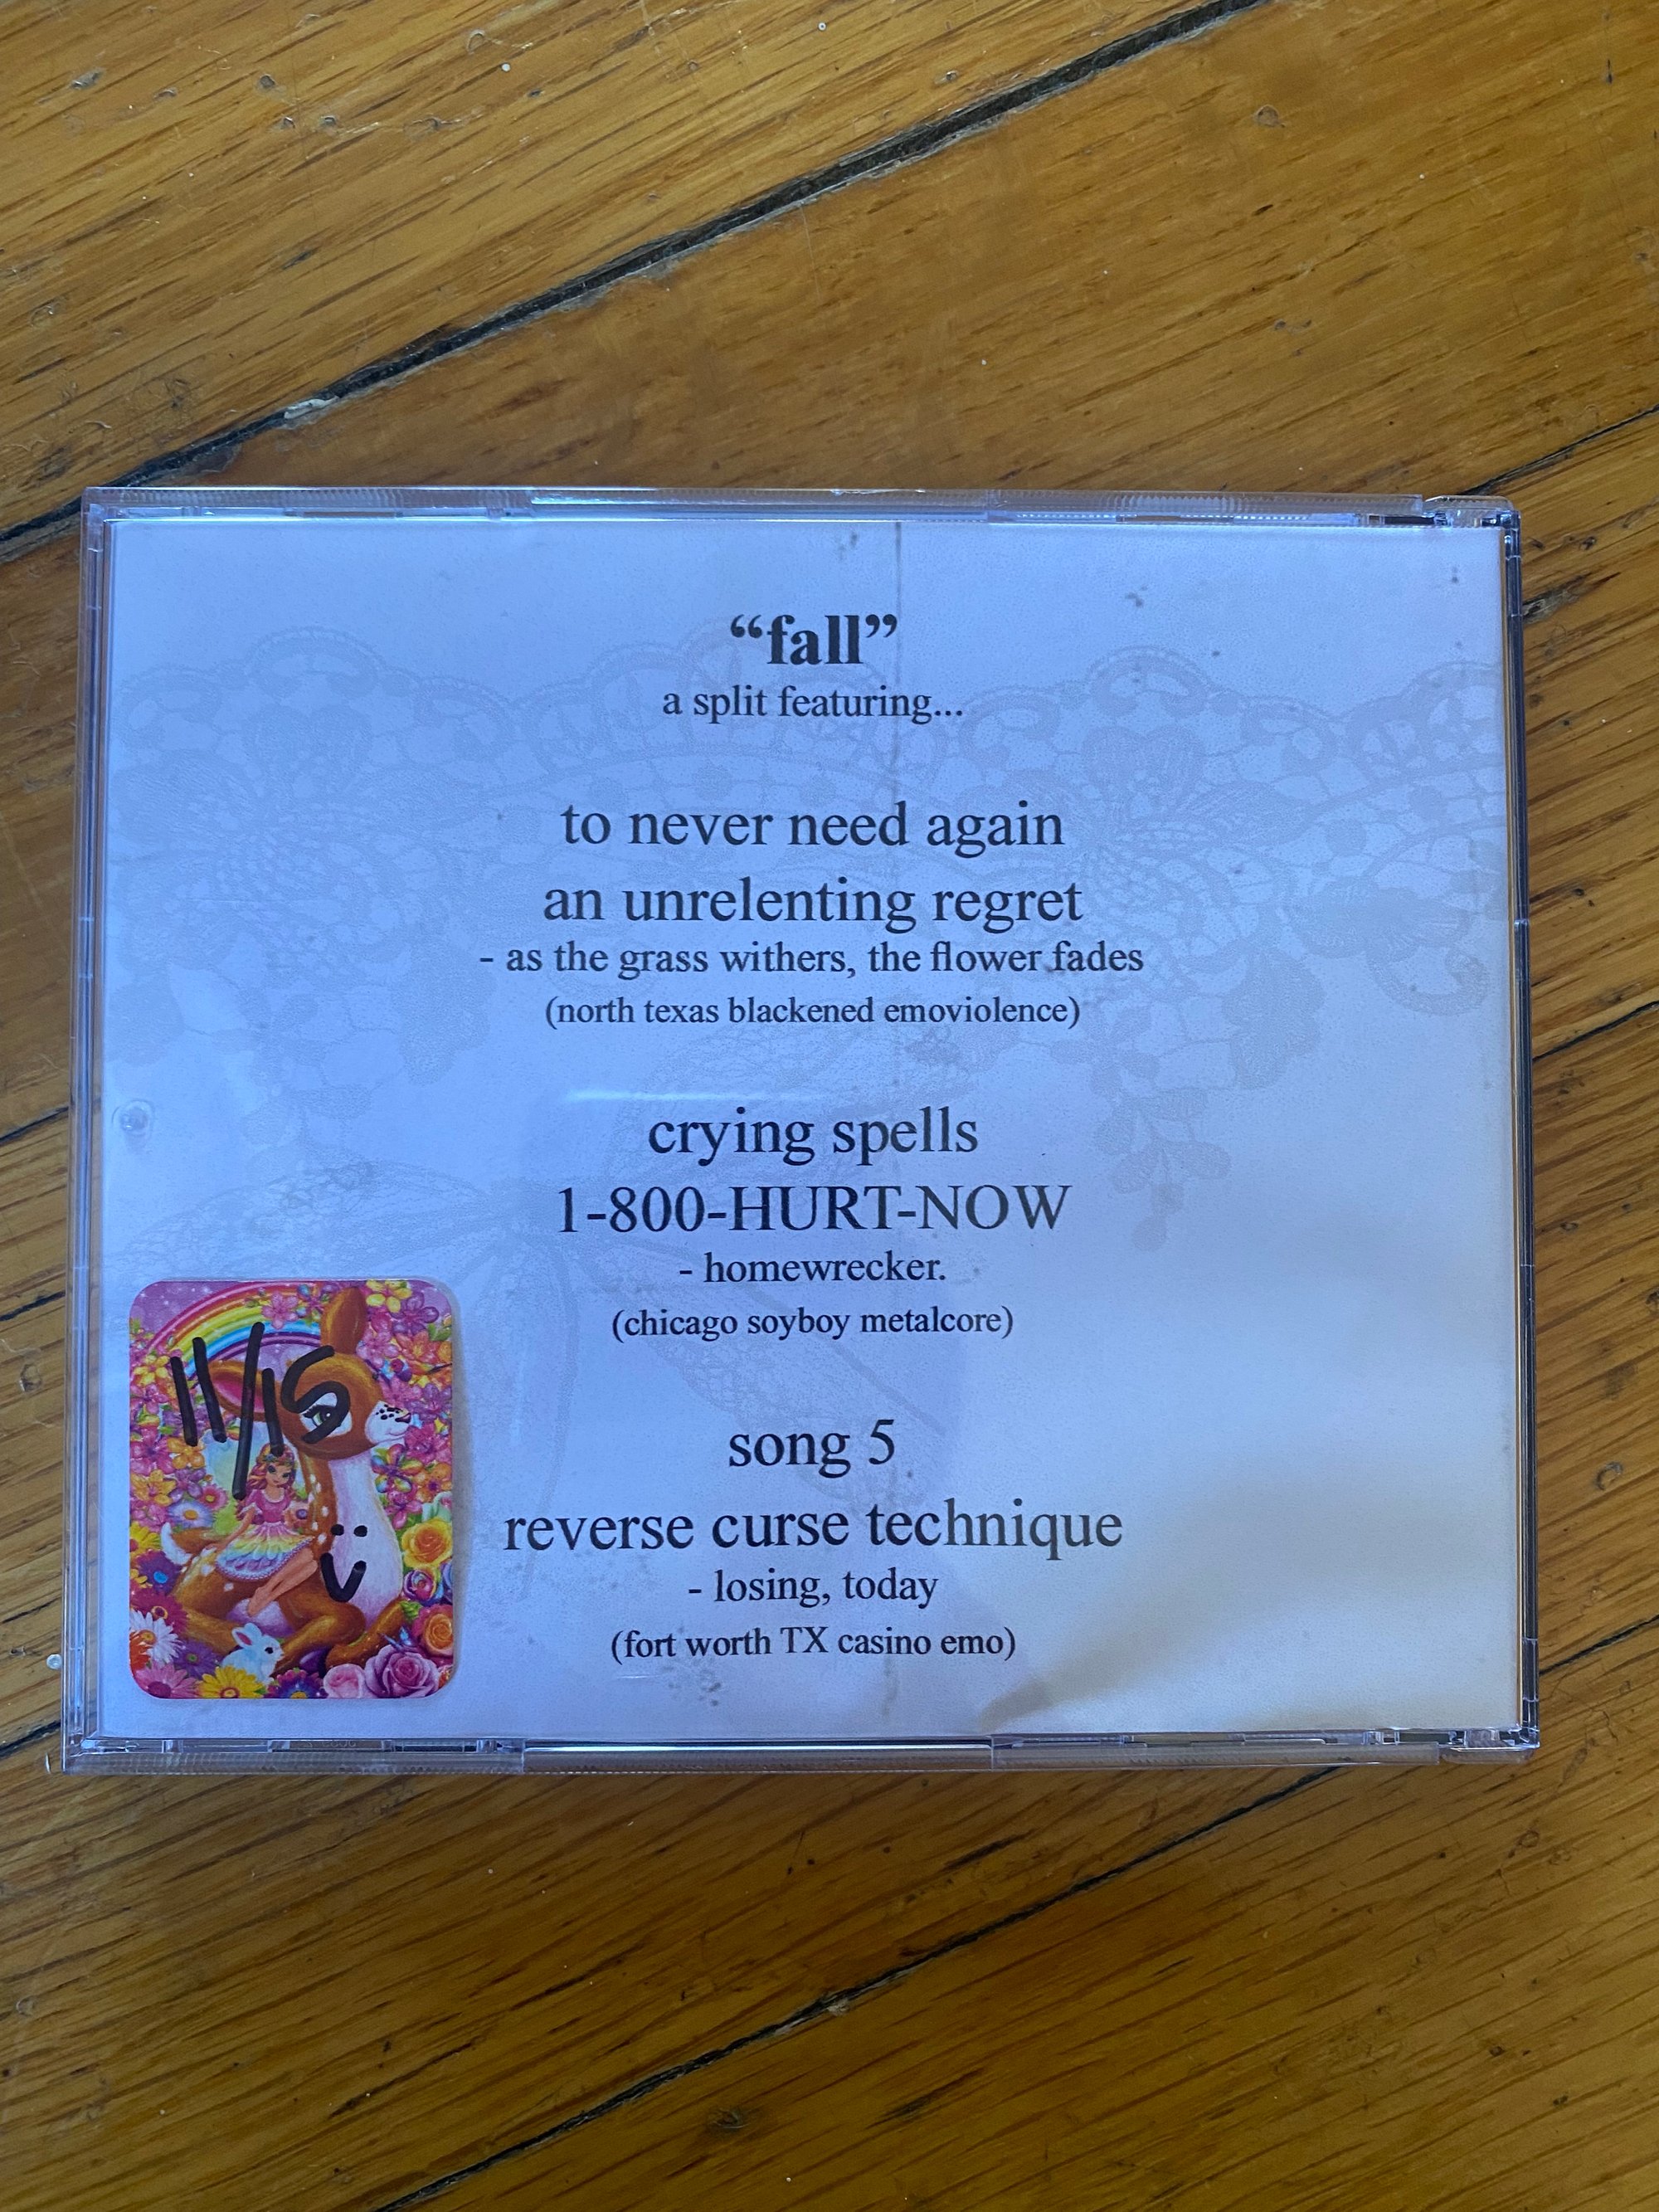 “fall”
a split featuring...
to never need again
an unrelenting regret
- as the grass withers, the flower fades
(north texas blackened emoviolence)
crying spells
1-800-HURT-NOW
- homewrecker.
(chicago soyboy metalcore)
song 5
reverse curse technique
- losing, today
(fort worth TX casino emo)
11/15